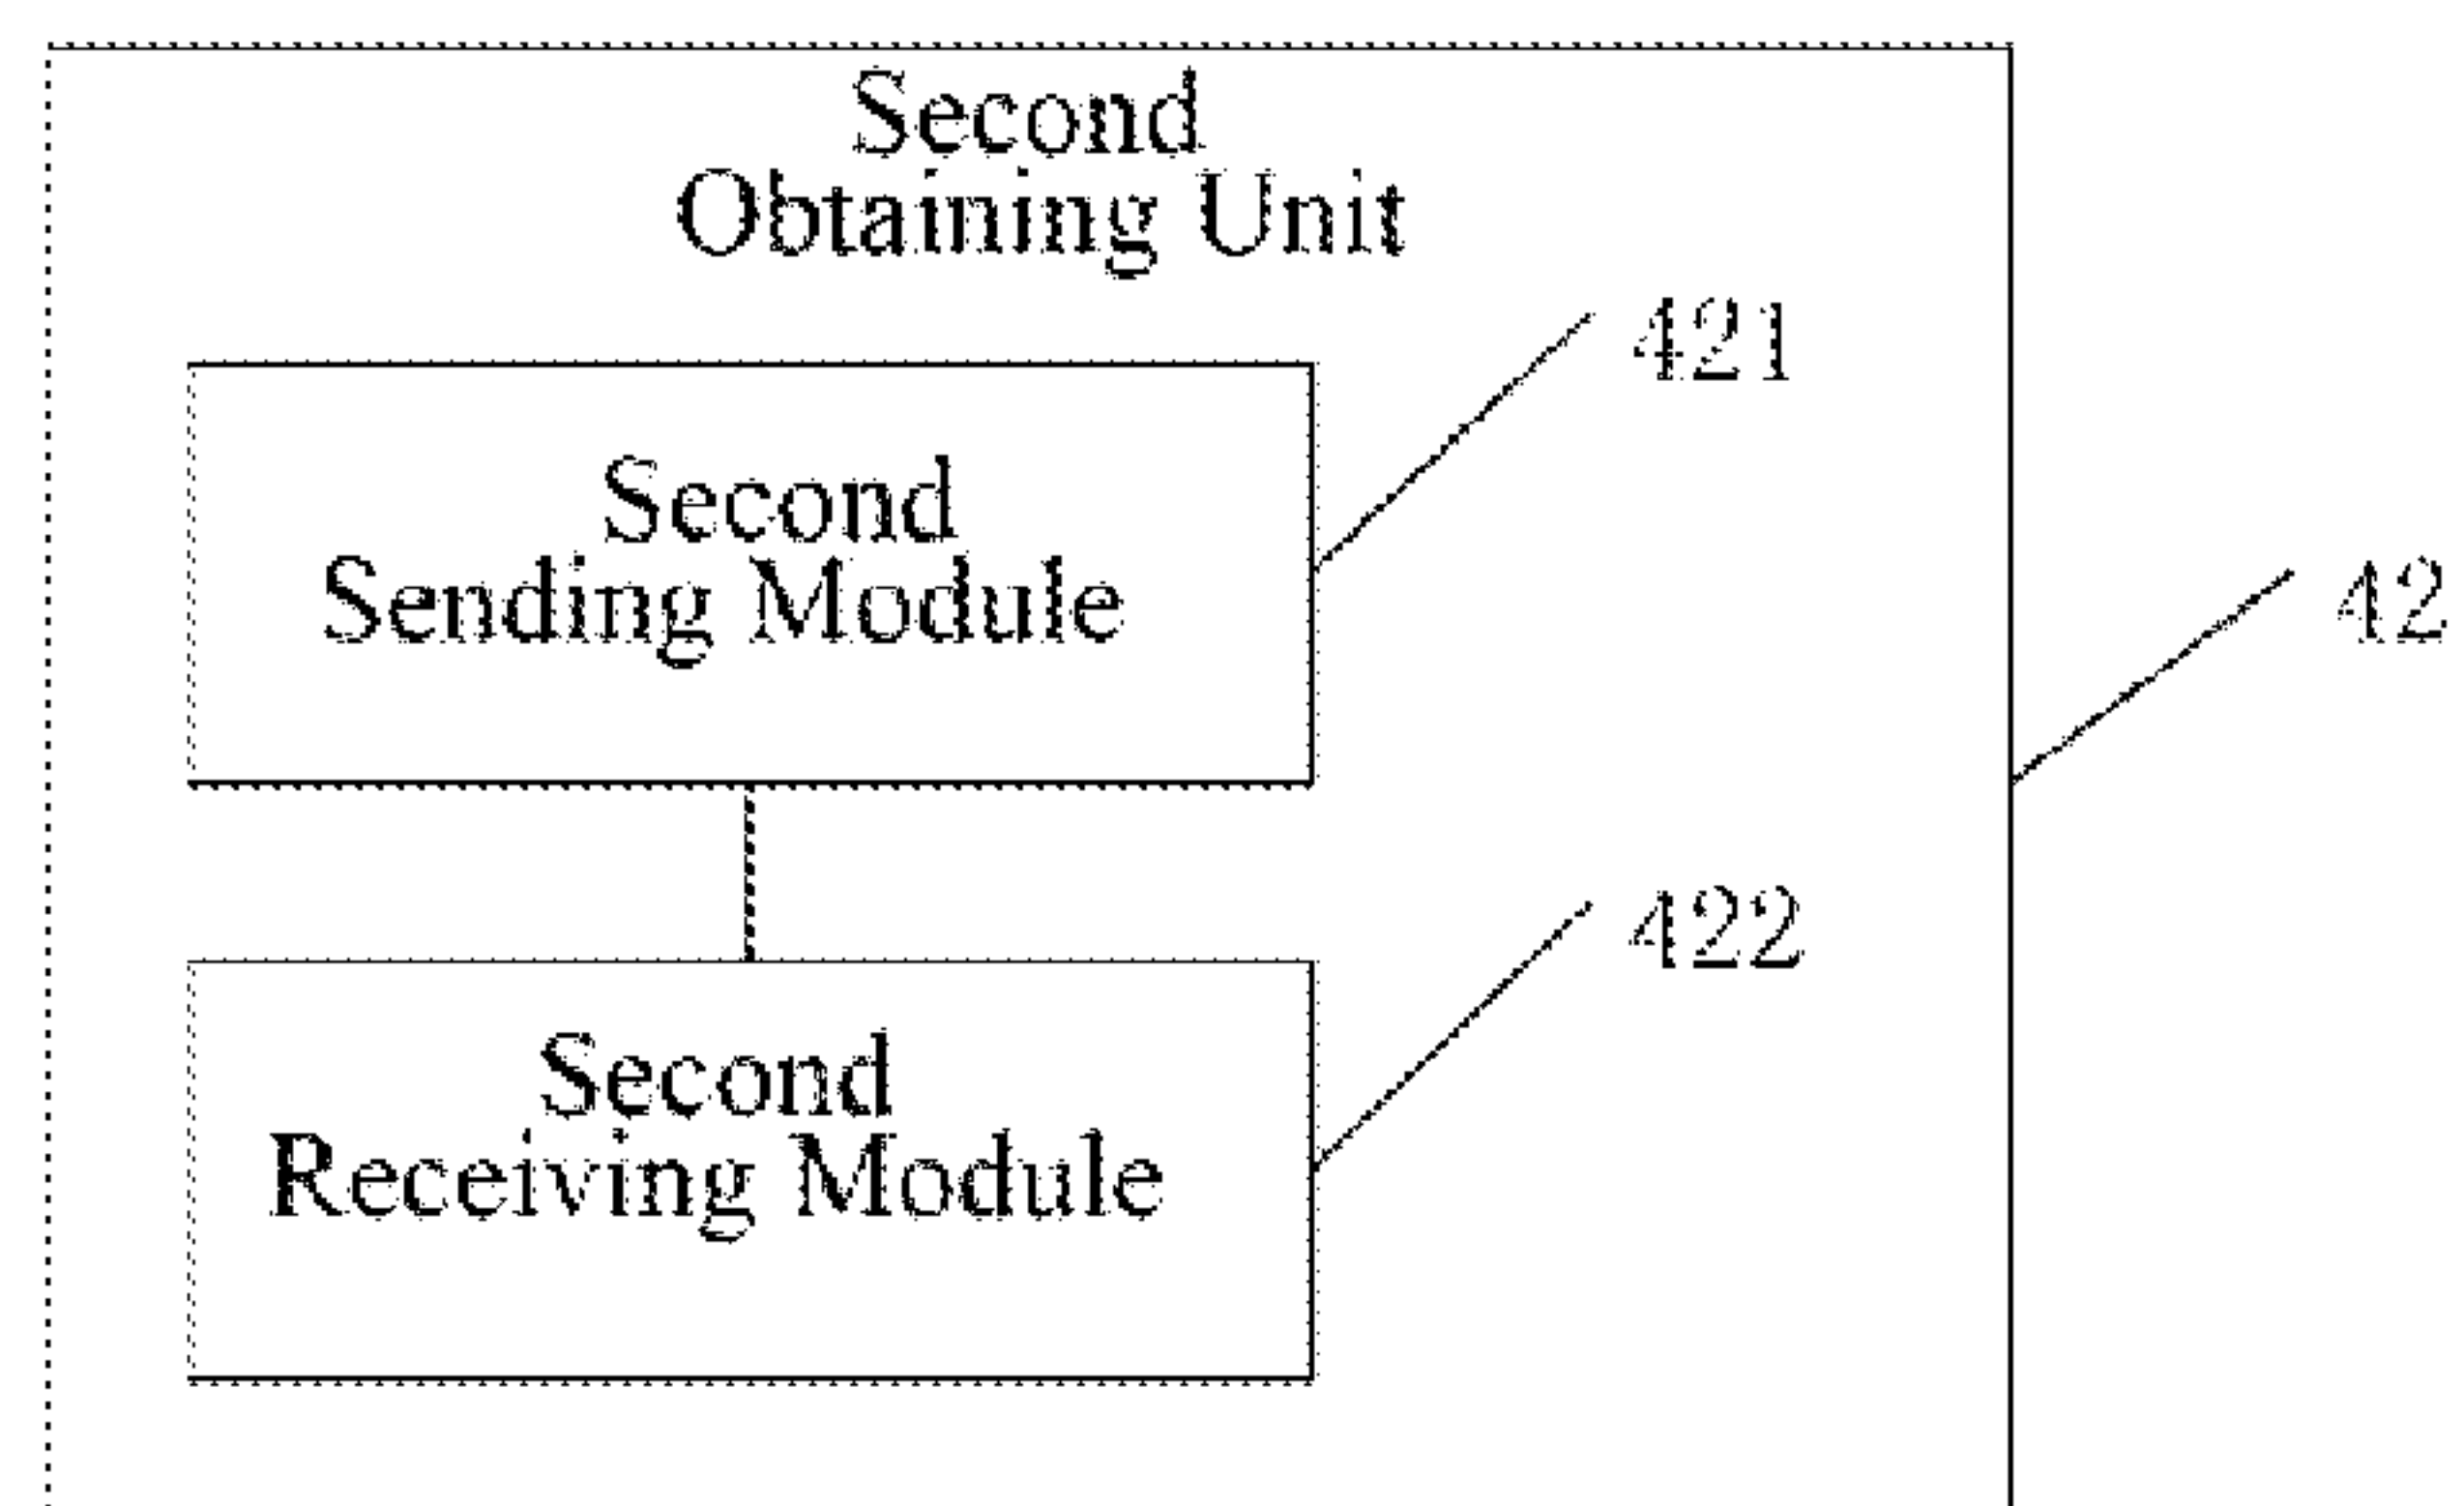 Second
Obtaining Unit
421
Second
Sending Module
42
422
Second
Receiving Module